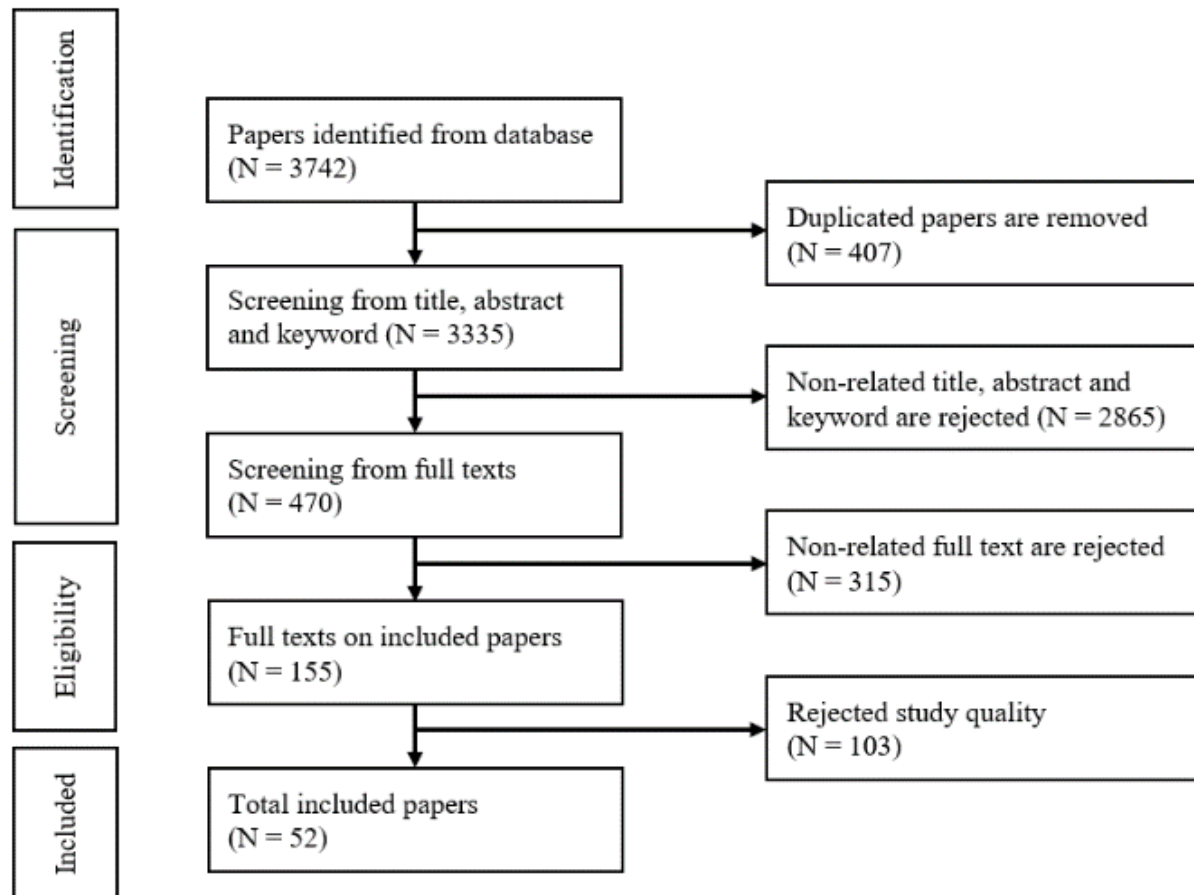 Identification
Papers identified from database
(N = 3742)
Duplicated papers are removed
(N = 407)
Screening
Screening from title, abstract
and keyword (N = 3335)
Non-related title, abstract and
keyword are rejected (N = 2865)
Screening from full texts
(N = 470)
Non-related full text are rejected
(N = 315)
Eligibility
Full texts on included papers
(N = 155)
Rejected study quality
(N = 103)
Included
Total included papers
(N = 52)